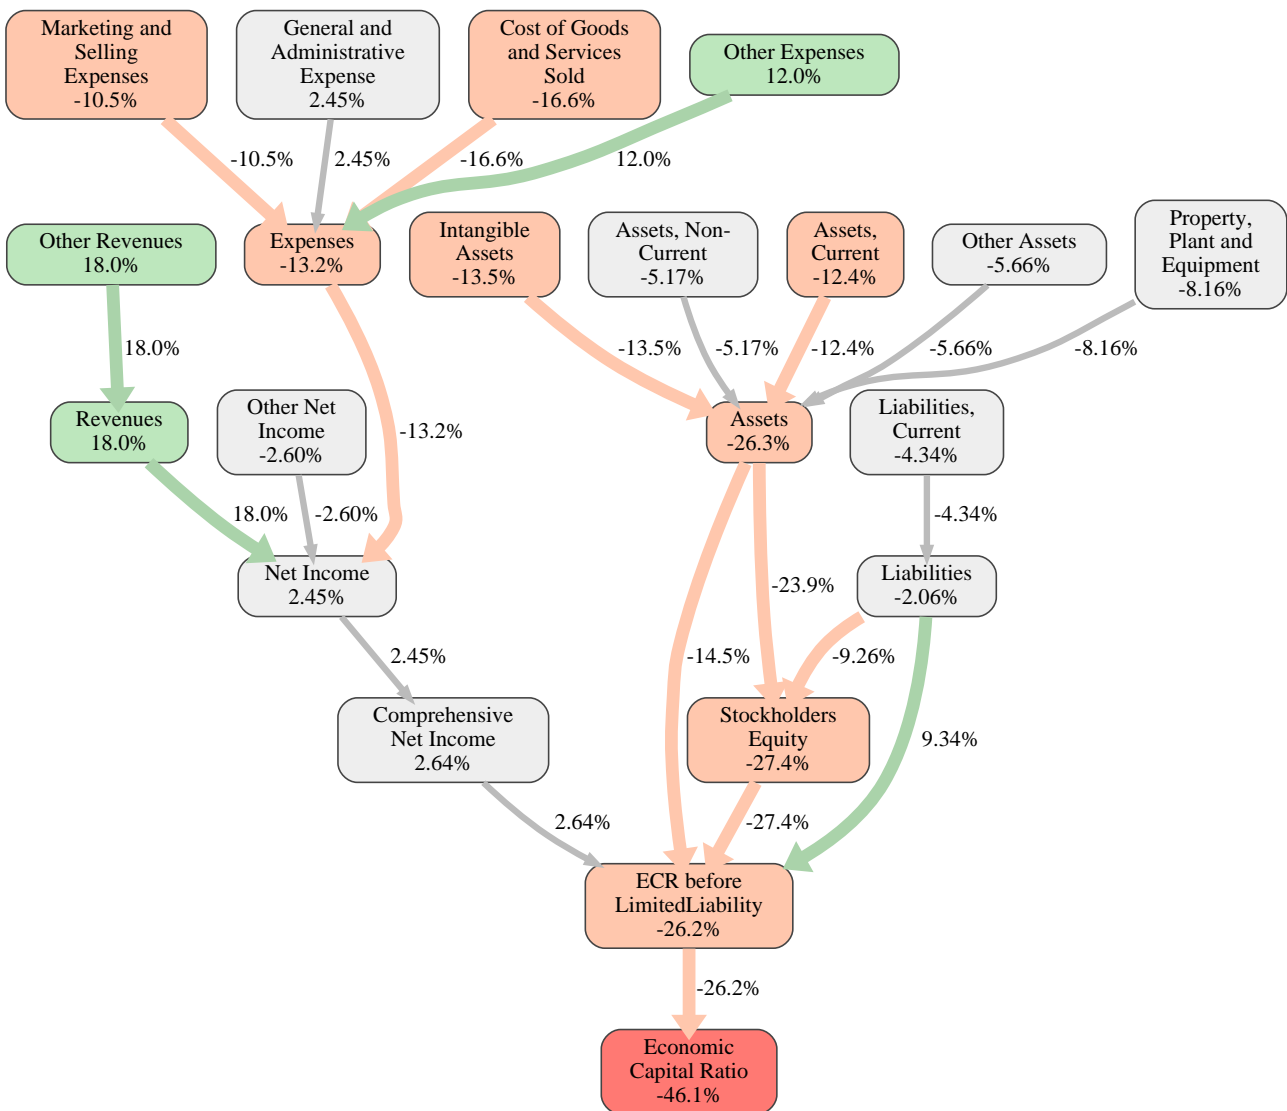 Marketing and
Selling
Expenses
-10.5%
General and
Administrative
Expense
2.45%
Cost of Goods
and Services
Sold
-16.6%
Other Expenses
12.0%
-10.5%
2.45%
-16.6%
12.0%
Other Revenues
18.0%
Expenses
-13.2%
Intangible
Assets
-13.5%
Assets, Non-
Current
-5.17%
Assets,
Current
-12.4%
Other Assets
-5.66%
Property,
Plant and
Equipment
-8.16%
18.0%
-13.5%
-5.17%
-12.4%
-5.66%
-8.16%
Revenues
18.0%
Other Net
Income
-2.60%
-13.2%
Assets
-26.3%
Liabilities,
Current
-4.34%
18.0%
-2.60%
-4.34%
Net Income
2.45%
-23.9%
Liabilities
-2.06%
2.45%
-14.5%
-9.26%
Comprehensive
Net Income
2.64%
Stockholders
Equity
-27.4%
9.34%
2.64%
-27.4%
ECR before
LimitedLiability
-26.2%
-26.2%
Economic
Capital Ratio
-46.1%